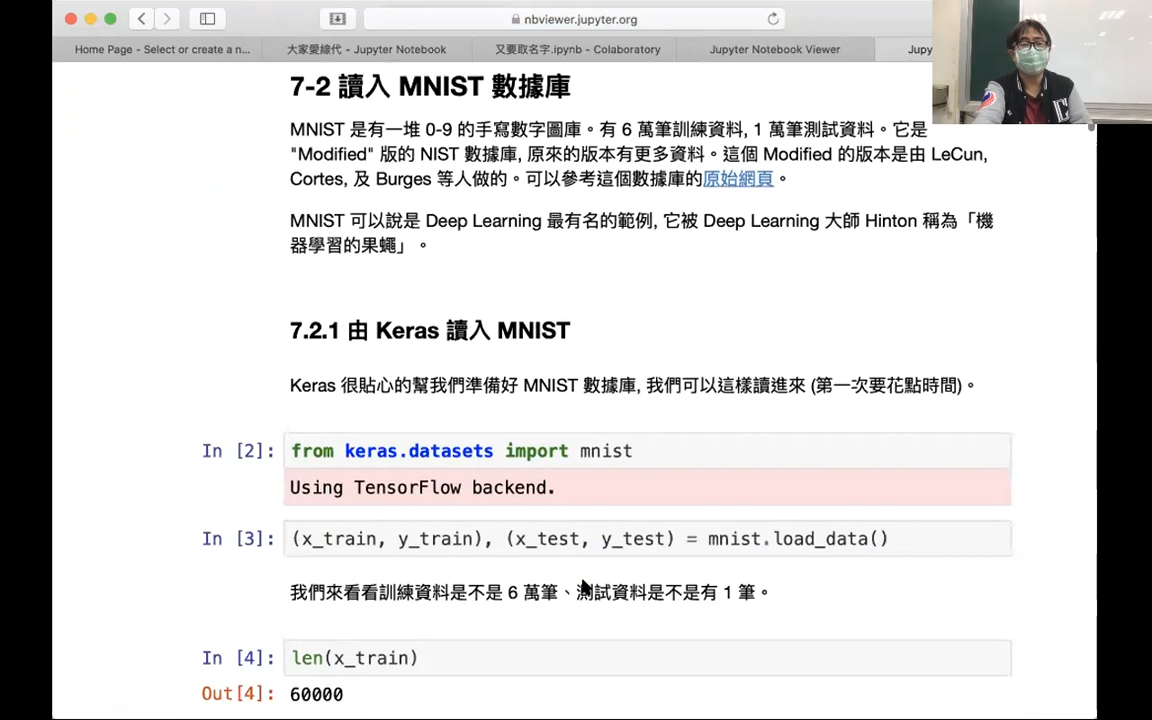 nbviewer.jupyter.org
Home Page - Select or create a n...
大家愛線代 - Jupyter Notebook
又要取名字.ipynb - Colaboratory
Jupyter Notebook Viewer
Jupy
7-2 讀入 MNIST 數據庫
MNIST 是有一堆 0-9 的手寫數字圖庫。有 6 萬筆訓練資料, 1 萬筆測試資料。它是
"Modified" 版的 NIST 數據庫, 原來的版本有更多資料。這個 Modified 的版本是由 LeCun,
Cortes, 及 Burges 等人做的。可以參考這個數據庫的原始網頁。
MNIST 可以說是 Deep Learning 最有名的範例, 它被 Deep Learning 大師 Hinton 稱為「機
器學習的果蠅」。
7.2.1 由 Keras 讀入 MNIST
Keras 很貼心的幫我們準備好 MNIST 數據庫, 我們可以這樣讀進來 (第一次要花點時間)。
In [2]: from keras.datasets import mnist
Using TensorFlow backend.
In [3]: (x_train, y_train), (x_test, y_test) = mnist.load_data()
我們來看看訓練資料是不是 6 萬筆、測試資料是不是有 1 筆。
In [4]: len(x_train)
Out[4]: 60000